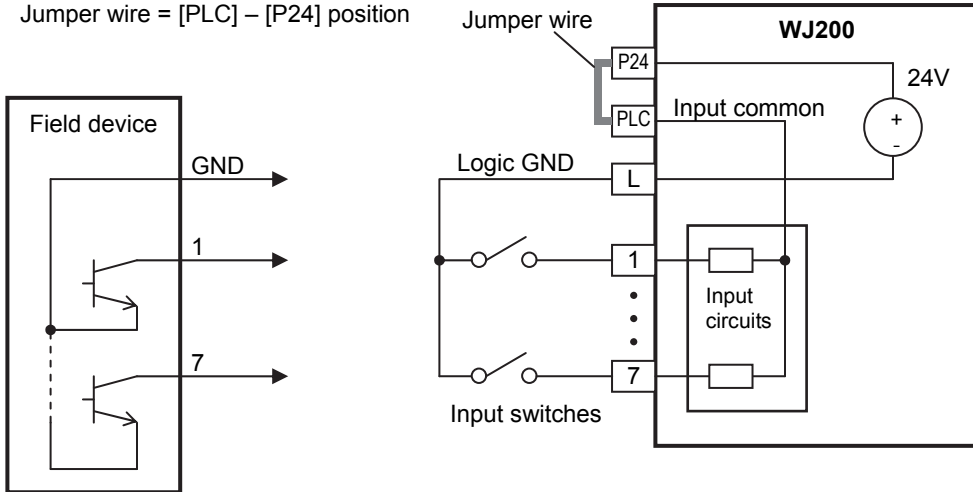 Jumper wire = [PLC] – [P24] position
Jumper wire
WJ200
P24
24V
PLC
Input common
+
-
Field device
GND
Logic GND
L
1
1
Input
circuits
7
7
Input switches